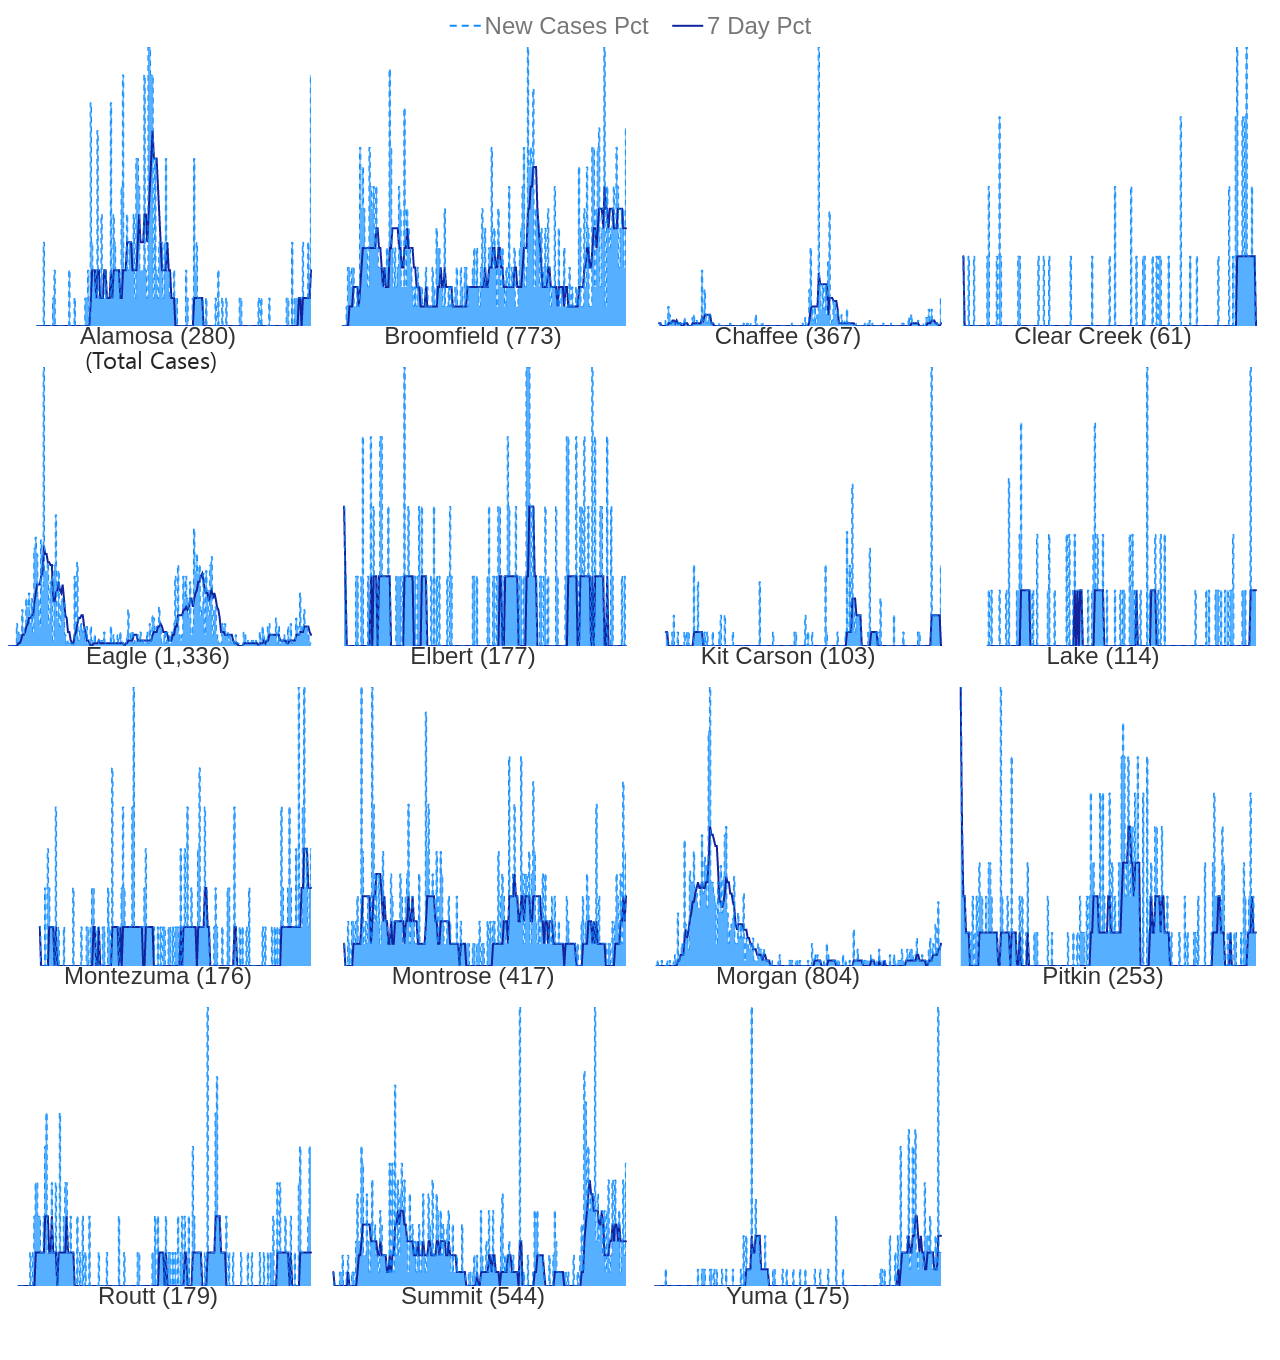 New Cases Pct 7 Day Pct
Alamosa (280) Broomfield (773) Chaffee (367) Clear Creek (61)
(Total Cases)
Eagle (1,336) Elbert (177) Kit Carson (103) Lake (114)
Montezuma (176) Montrose (417) Morgan (804) Pitkin (253)
Routt (179) Summit (544) Yuma (175)